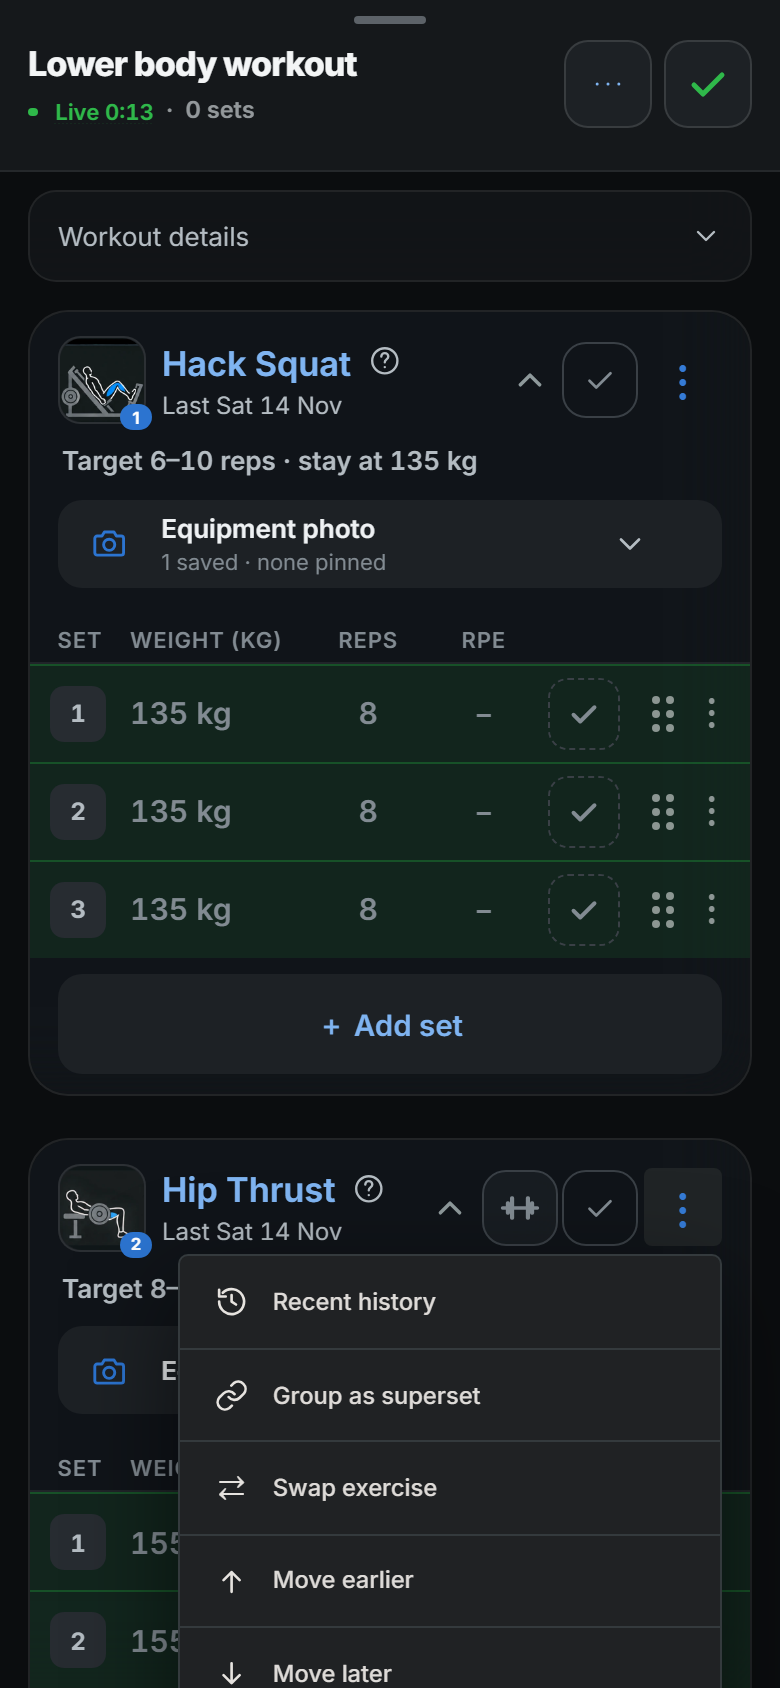 Lower body workout
Live 0:13 · 0 sets
...
Workout details
Hack Squat
Last Sat 14 Nov
1
Target 6–10 reps · stay at 135 kg
Equipment photo
1 saved · none pinned
SET WEIGHT (KG) REPS RPE
1 135 kg 8 –
2 135 kg 8 –
3 135 kg 8 –
+ Add set
Hip Thrust
Last Sat 14 Nov
2
Target 8–
E
SET WEI
1 155
2 155
Recent history
Group as superset
Swap exercise
Move earlier
Move later